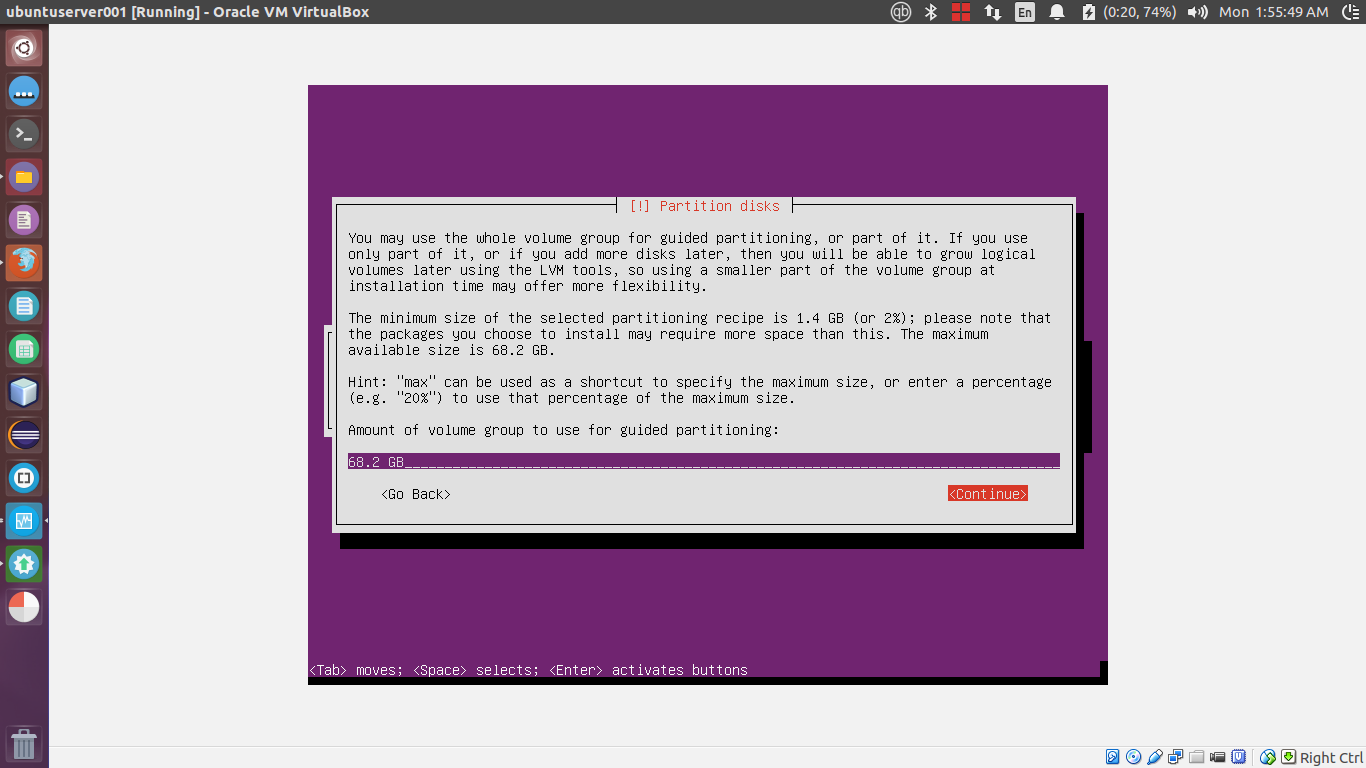 ubuntuserver001 [Running] - Oracle VM VirtualBox
qb
En
(0:20, 74%)
Mon 1:55:49 AM
[!] Partition disks
You may use the whole volume group for guided partitioning, or part of it. If you use
only part of it, or if you add more disks later, then you will be able to grow logical
volumes later using the LVM tools, so using a smaller part of the volume group at
installation time may offer more flexibility.
The minimum size of the selected partitioning recipe is 1.4 GB (or 2%); please note that
the packages you choose to install may require more space than this. The maximum
available size is 68.2 GB.
Hint: "max" can be used as a shortcut to specify the maximum size, or enter a percentage
(e.g. "20%") to use that percentage of the maximum size.
Amount of volume group to use for guided partitioning:
68.2 GB
<Go Back>
<Continue>
<Tab> moves; <Space> selects; <Enter> activates buttons
Right Ctrl